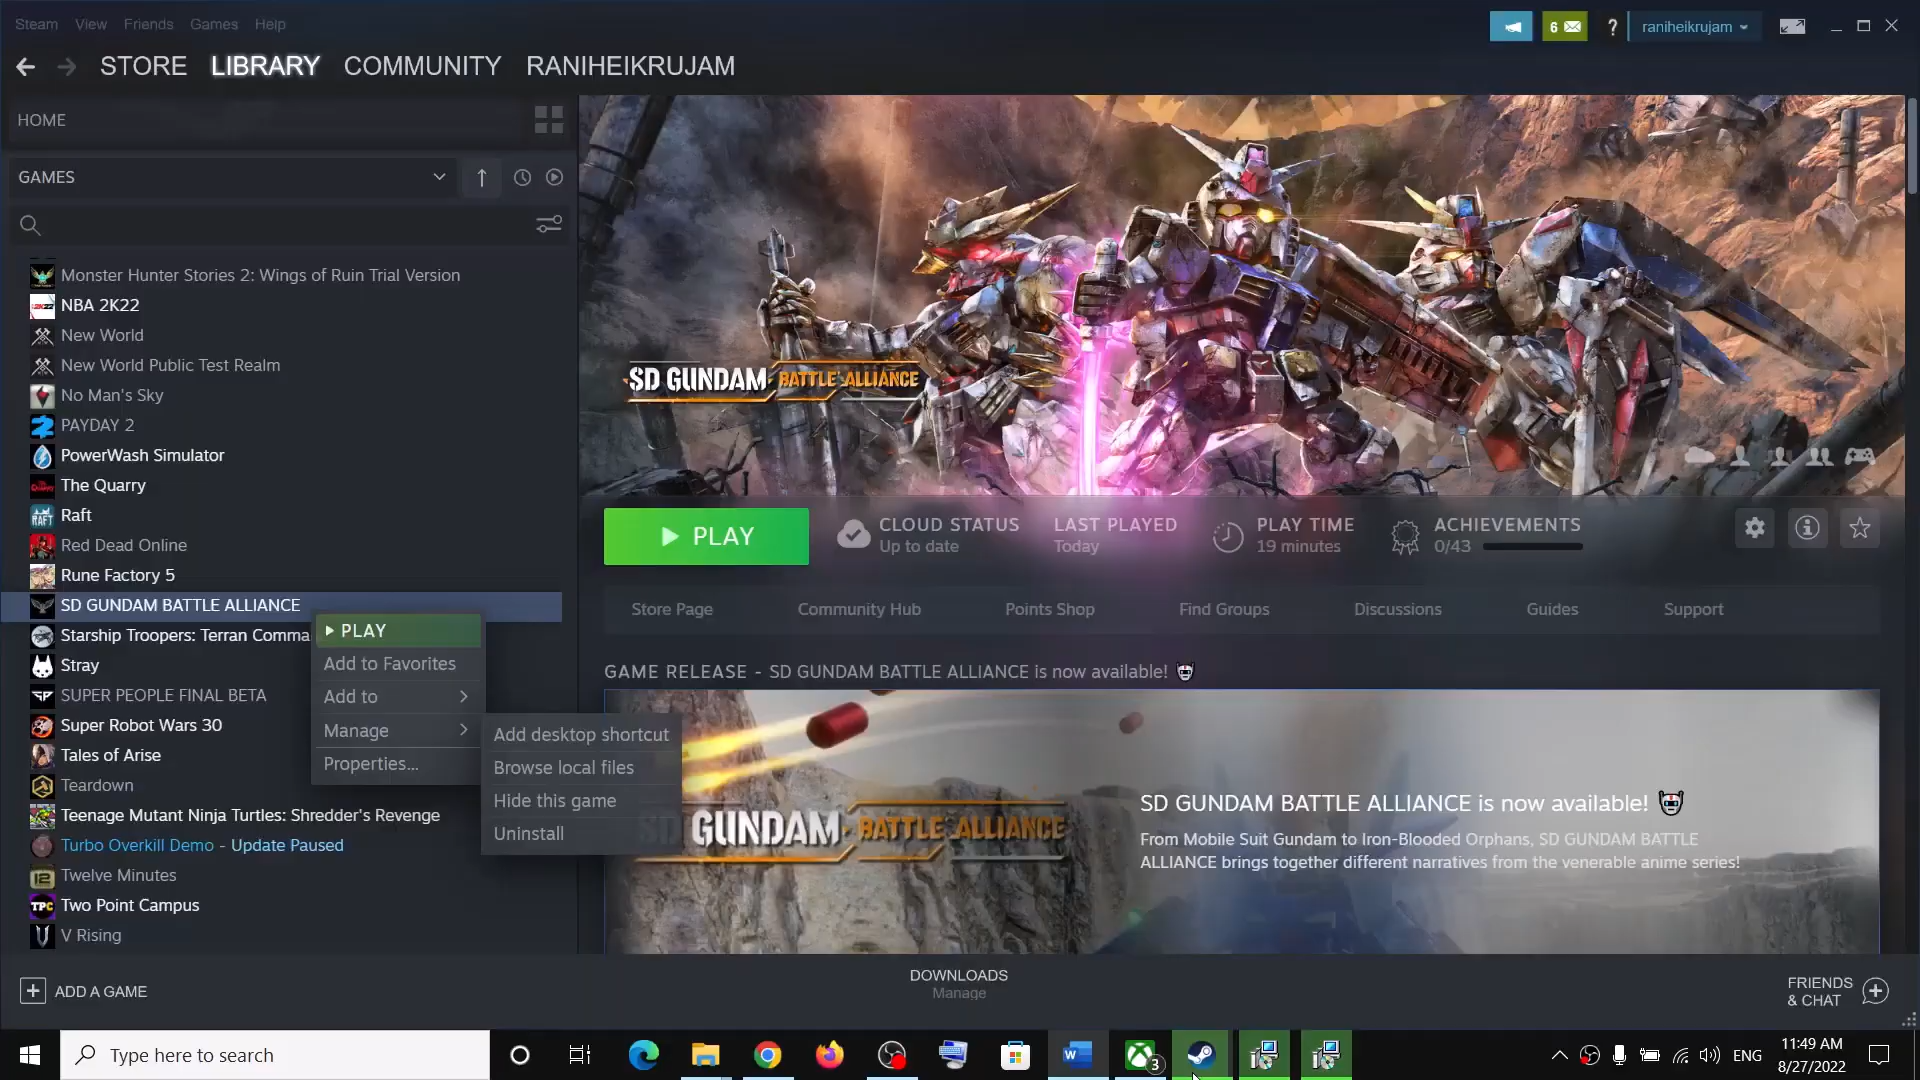 Steam View Friends Games Help
6 ? raniheikrujam
STORE LIBRARY COMMUNITY RANIHEIKRUJAM
HOME
GAMES
Monster Hunter Stories 2: Wings of Ruin Trial Version
NBA 2K22
New World
New World Public Test Realm
No Man's Sky
PAYDAY 2
PowerWash Simulator
The Quarry
Raft
Red Dead Online
Rune Factory 5
SD GUNDAM BATTLE ALLIANCE
Starship Troopers: Terran Comma
Stray
SUPER PEOPLE FINAL BETA
Super Robot Wars 30
Tales of Arise
Teardown
Teenage Mutant Ninja Turtles: Shredder's Revenge
Turbo Overkill Demo - Update Paused
Twelve Minutes
Two Point Campus
V Rising
PLAY
Add to Favorites
Add to
Manage
Properties...
Add desktop shortcut
Browse local files
Hide this game
Uninstall
SD GUNDAM BATTLE ALLIANCE
PLAY
CLOUD STATUS
Up to date
LAST PLAYED
Today
PLAY TIME
19 minutes
ACHIEVEMENTS
0/43
Store Page Community Hub Points Shop Find Groups Discussions Guides Support
GAME RELEASE - SD GUNDAM BATTLE ALLIANCE is now available!
SD GUNDAM BATTLE ALLIANCE
SD GUNDAM BATTLE ALLIANCE is now available!
From Mobile Suit Gundam to Iron-Blooded Orphans, SD GUNDAM BATTLE
ALLIANCE brings together different narratives from the venerable anime series!
ADD A GAME
DOWNLOADS
Manage
FRIENDS
& CHAT
Type here to search
3
ENG
11:49 AM
8/27/2022